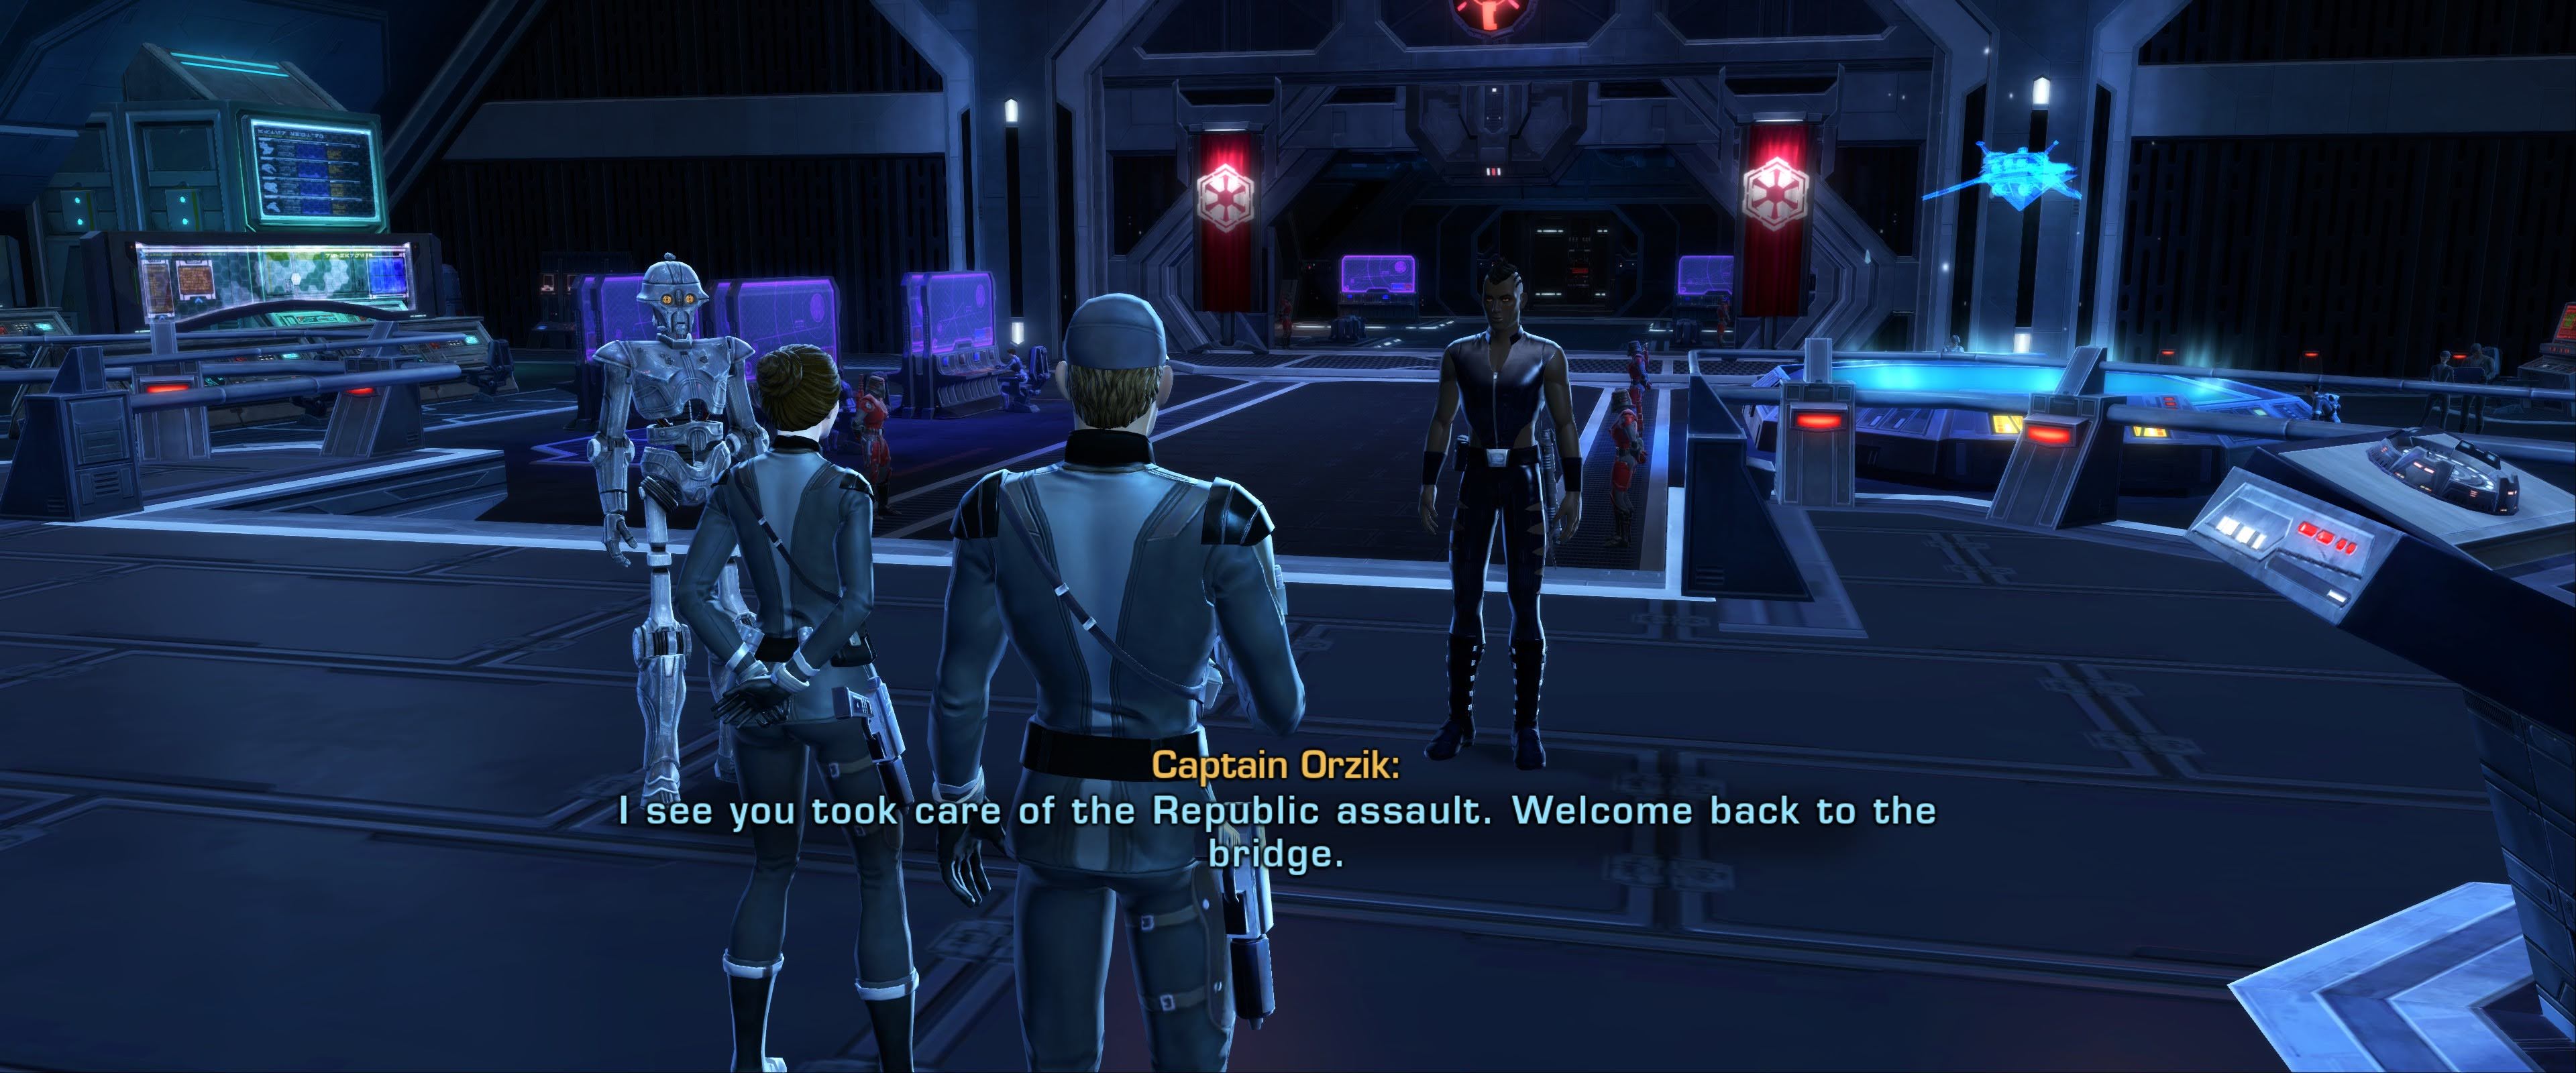 Captain Orzik:
I see you took care of the Republic assault. Welcome back to the
bridge.